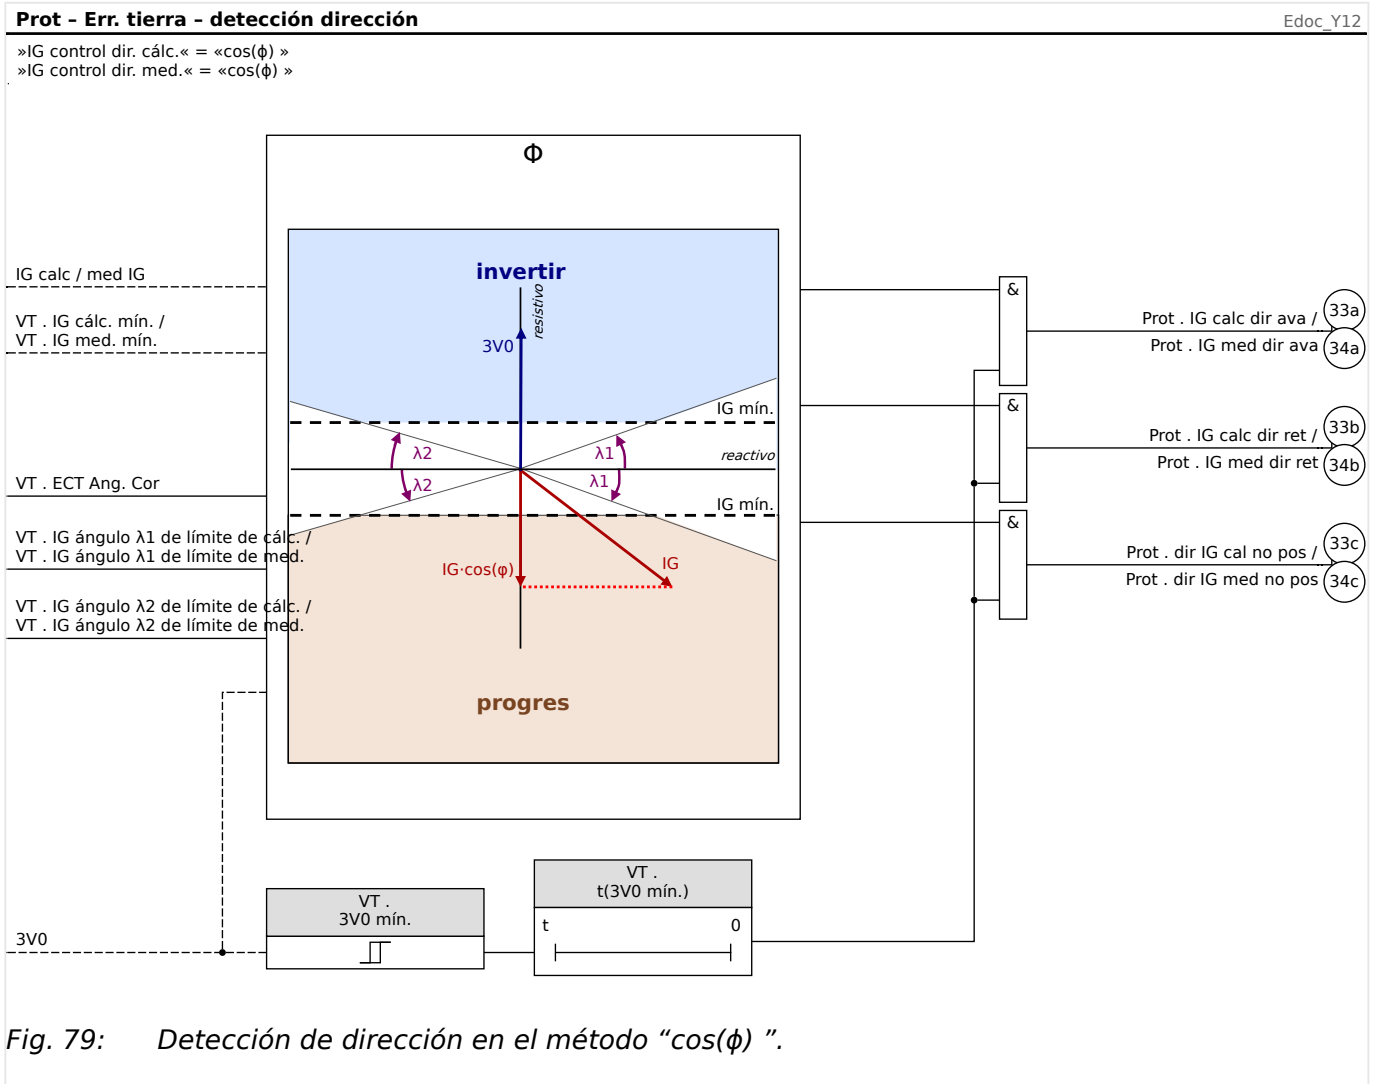 Prot – Err. tierra – detección dirección
Edoc_Y12
»IG control dir. cálc.« = «cos(ϕ) »
»IG control dir. med.« = «cos(ϕ) »
Φ
IG calc / med IG
VT . IG cálc. mín. /
VT . IG med. mín.
VT . ECT Ang. Cor
VT . IG ángulo λ1 de límite de cálc. /
VT . IG ángulo λ1 de límite de med.
VT . IG ángulo λ2 de límite de cálc. /
VT . IG ángulo λ2 de límite de med.
3V0
invertir
resistivo
3V0
IG mín.
λ2
λ1
reactivo
λ2
λ1
IG mín.
IG·cos(φ)
IG
progres
&
Prot . IG calc dir ava /
33a
Prot . IG med dir ava
34a
&
Prot . IG calc dir ret /
33b
Prot . IG med dir ret
34b
&
Prot . dir IG cal no pos /
33c
Prot . dir IG med no pos
34c
VT .
3V0 mín.
VT .
t(3V0 mín.)
t 0
Fig. 79: Detección de dirección en el método “cos(ϕ) ”.